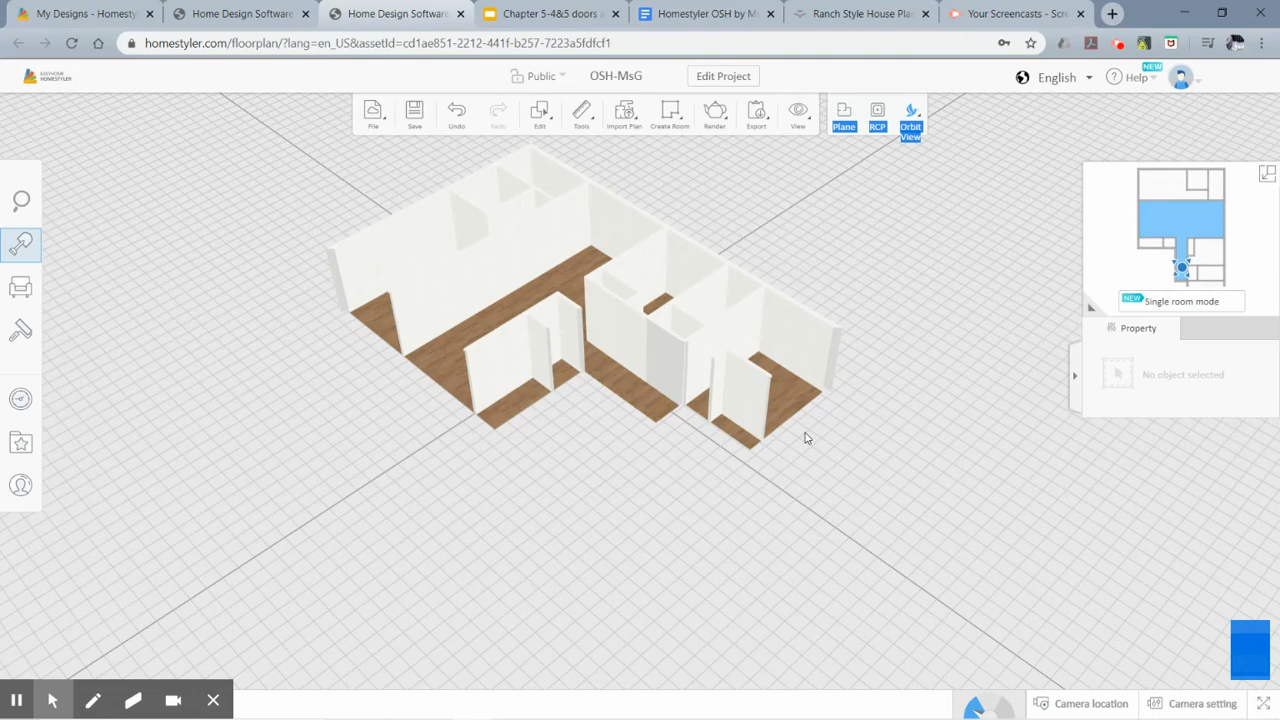 My Designs - Homesty
Home Design Software
Home Design Software
Chapter 5-4&5 doors a
Homestyler OSH by M
Ranch Style House Pla
Your Screencasts - Scre
homestyler.com/floorplan/?lang=en_US&assetId=cd1ae851-2212-441f-b257-7223a5fdfcf1
EASYHOME
HOMESTYLER
Public
OSH-MsG
Edit Project
English
Help
NEW
File
Save
Undo
Redo
Edit
Tools
Import Plan
Create Room
Render
Export
View
Plane
RCP
Orbit
View
NEW
Single room mode
Property
No object selected
Camera location
Camera setting